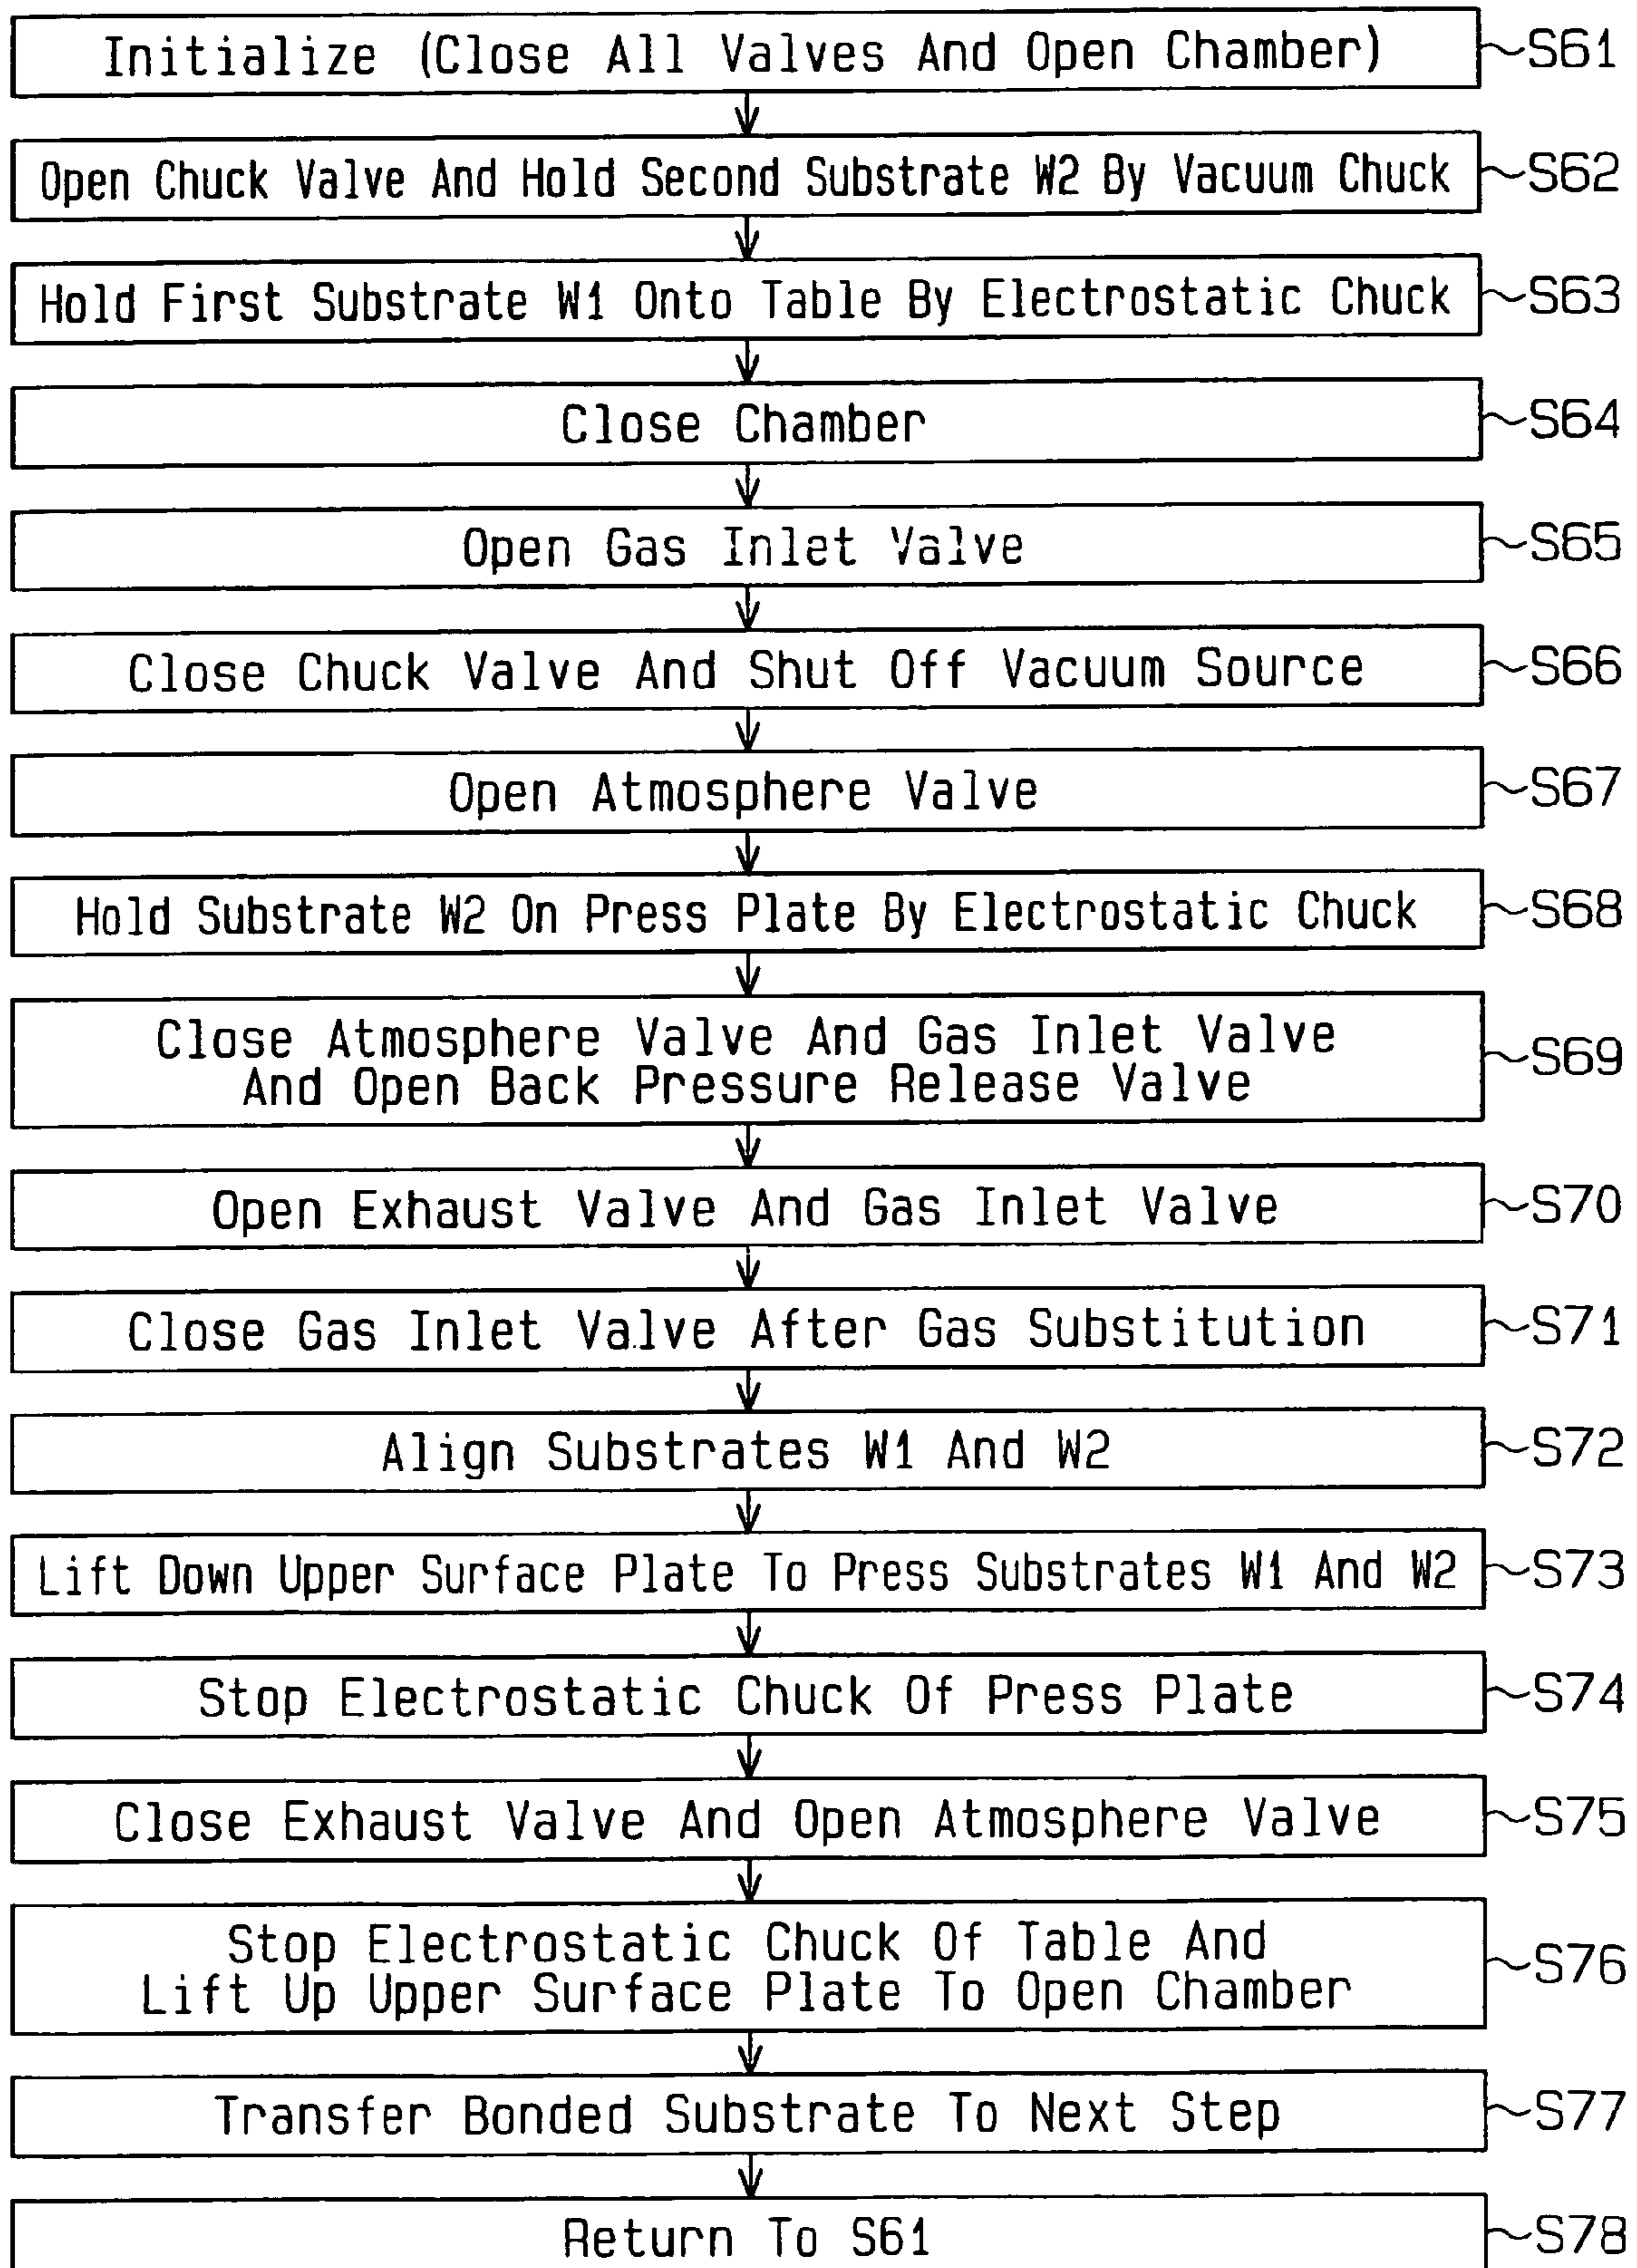 Initialize (Close All Valves And Open Chamber) S61
Open Chuck Valve And Hold Second Substrate W2 By Vacuum Chuck S62
Hold First Substrate W1 Onto Table By Electrostatic Chuck S63
Close Chamber S64
Open Gas Inlet Valve S65
Close Chuck Valve And Shut Off Vacuum Source S66
Open Atmosphere Valve S67
Hold Substrate W2 On Press Plate By Electrostatic Chuck S68
Close Atmosphere Valve And Gas Inlet Valve
And Open Back Pressure Release Valve S69
Open Exhaust Valve And Gas Inlet Valve S70
Close Gas Inlet Valve After Gas Substitution S71
Align Substrates W1 And W2 S72
Lift Down Upper Surface Plate To Press Substrates W1 And W2 S73
Stop Electrostatic Chuck Of Press Plate S74
Close Exhaust Valve And Open Atmosphere Valve S75
Stop Electrostatic Chuck Of Table And
Lift Up Upper Surface Plate To Open Chamber S76
Transfer Bonded Substrate To Next Step S77
Return To S61 S78